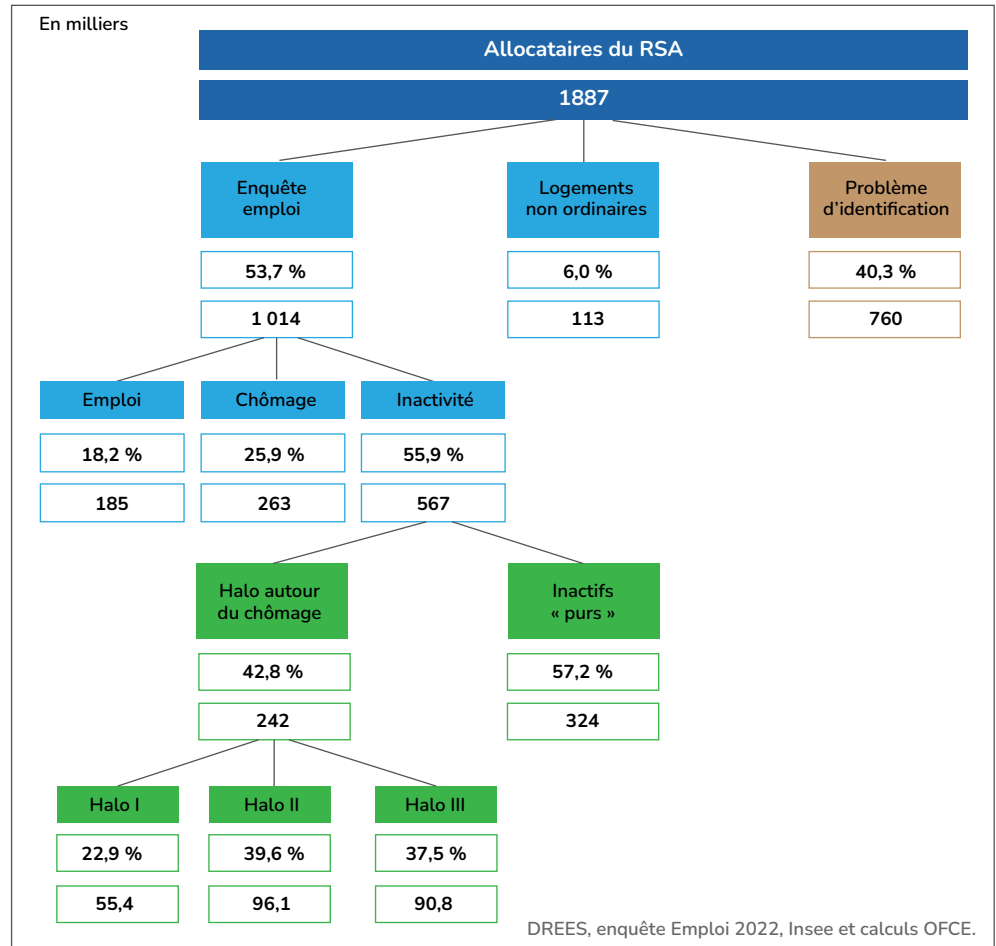 En milliers
Allocataires du RSA
1887
Enquête
emploi
53,7 %
1 014
Logements
non ordinaires
6,0 %
113
Problème
d'identification
40,3 %
760
Emploi
18,2 %
185
Chômage
25,9 %
263
Inactivité
55,9 %
567
Halo autour
du chômage
42,8 %
242
Inactifs
« purs »
57,2 %
324
Halo I
22,9 %
55,4
Halo II
39,6 %
96,1
Halo III
37,5 %
90,8
DREES, enquête Emploi 2022, Insee et calculs OFCE.